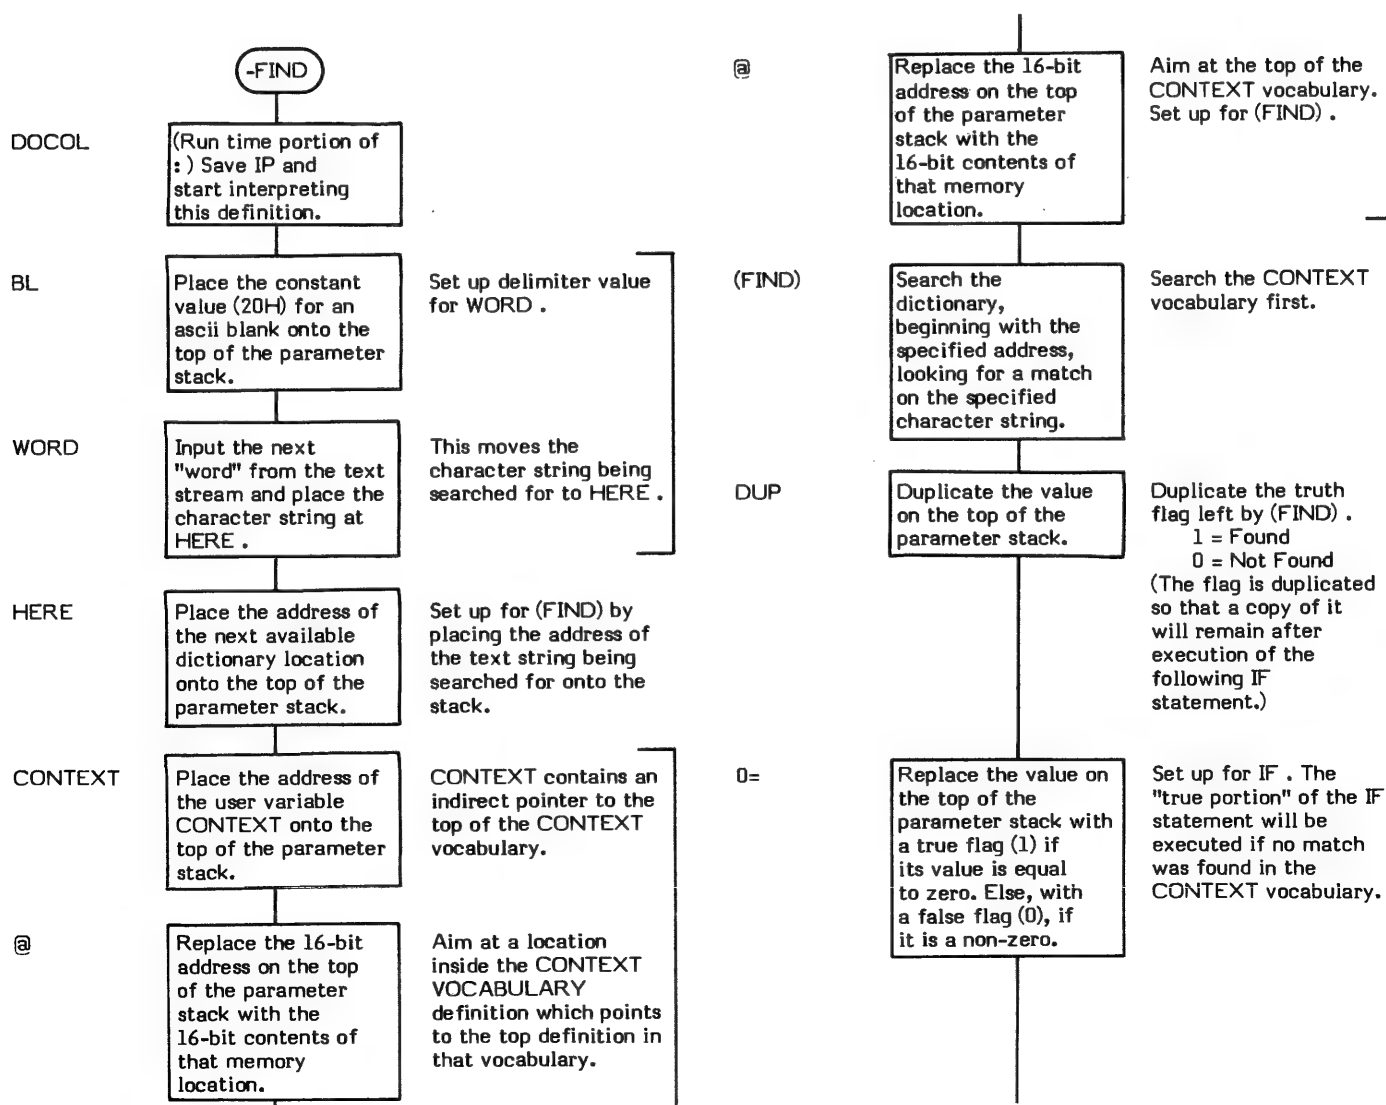 -FIND
DOCOL
(Run time portion of
: ) Save IP and
start interpreting
this definition.
BL
Place the constant
value (20H) for an
ascii blank onto the
top of the parameter
stack.
Set up delimiter value
for WORD .
WORD
Input the next
"word" from the text
stream and place the
character string at
HERE .
This moves the
character string being
searched for to HERE .
HERE
Place the address of
the next available
dictionary location
onto the top of the
parameter stack.
Set up for (FIND) by
placing the address of
the text string being
searched for onto the
stack.
CONTEXT
Place the address of
the user variable
CONTEXT onto the
top of the parameter
stack.
CONTEXT contains an
indirect pointer to the
top of the CONTEXT
vocabulary.
@
Replace the 16-bit
address on the top
of the parameter
stack with the
16-bit contents of
that memory
location.
Aim at a location
inside the CONTEXT
VOCABULARY
definition which points
to the top definition in
that vocabulary.
@
Replace the 16-bit
address on the top
of the parameter
stack with the
16-bit contents of
that memory
location.
Aim at the top of the
CONTEXT vocabulary.
Set up for (FIND) .
(FIND)
Search the
dictionary,
beginning with the
specified address,
looking for a match
on the specified
character string.
Search the CONTEXT
vocabulary first.
DUP
Duplicate the value
on the top of the
parameter stack.
Duplicate the truth
flag left by (FIND) .
1 = Found
0 = Not Found
(The flag is duplicated
so that a copy of it
will remain after
execution of the
following IF
statement.)
0=
Replace the value on
the top of the
parameter stack with
a true flag (1) if
its value is equal
to zero. Else, with
a false flag (0), if
it is a non-zero.
Set up for IF . The
"true portion" of the IF
statement will be
executed if no match
was found in the
CONTEXT vocabulary.